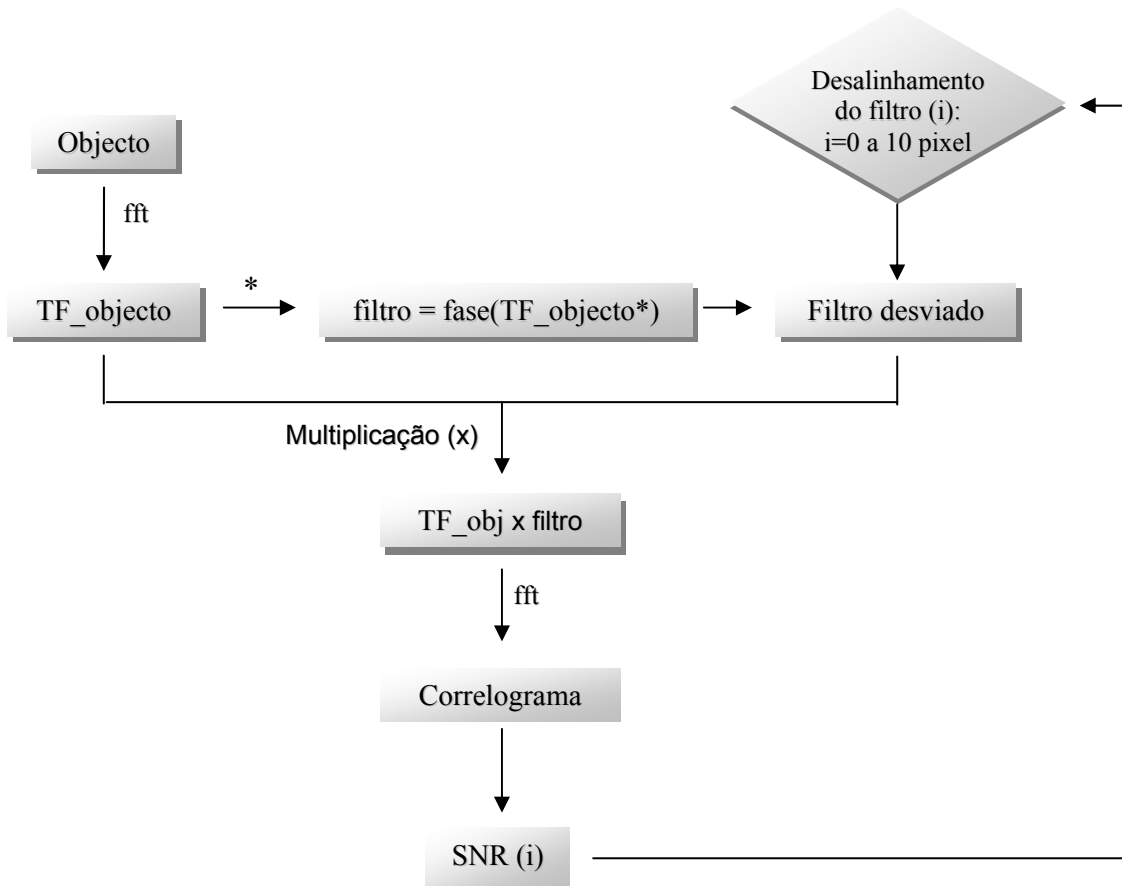 Desalinhamento
do filtro (i):
i=0 a 10 pixel
Objecto
fft
*
TF_objecto
filtro = fase(TF_objecto*)
Filtro desviado
Multiplicação (x)
TF_obj x filtro
fft
Correlograma
SNR (i)